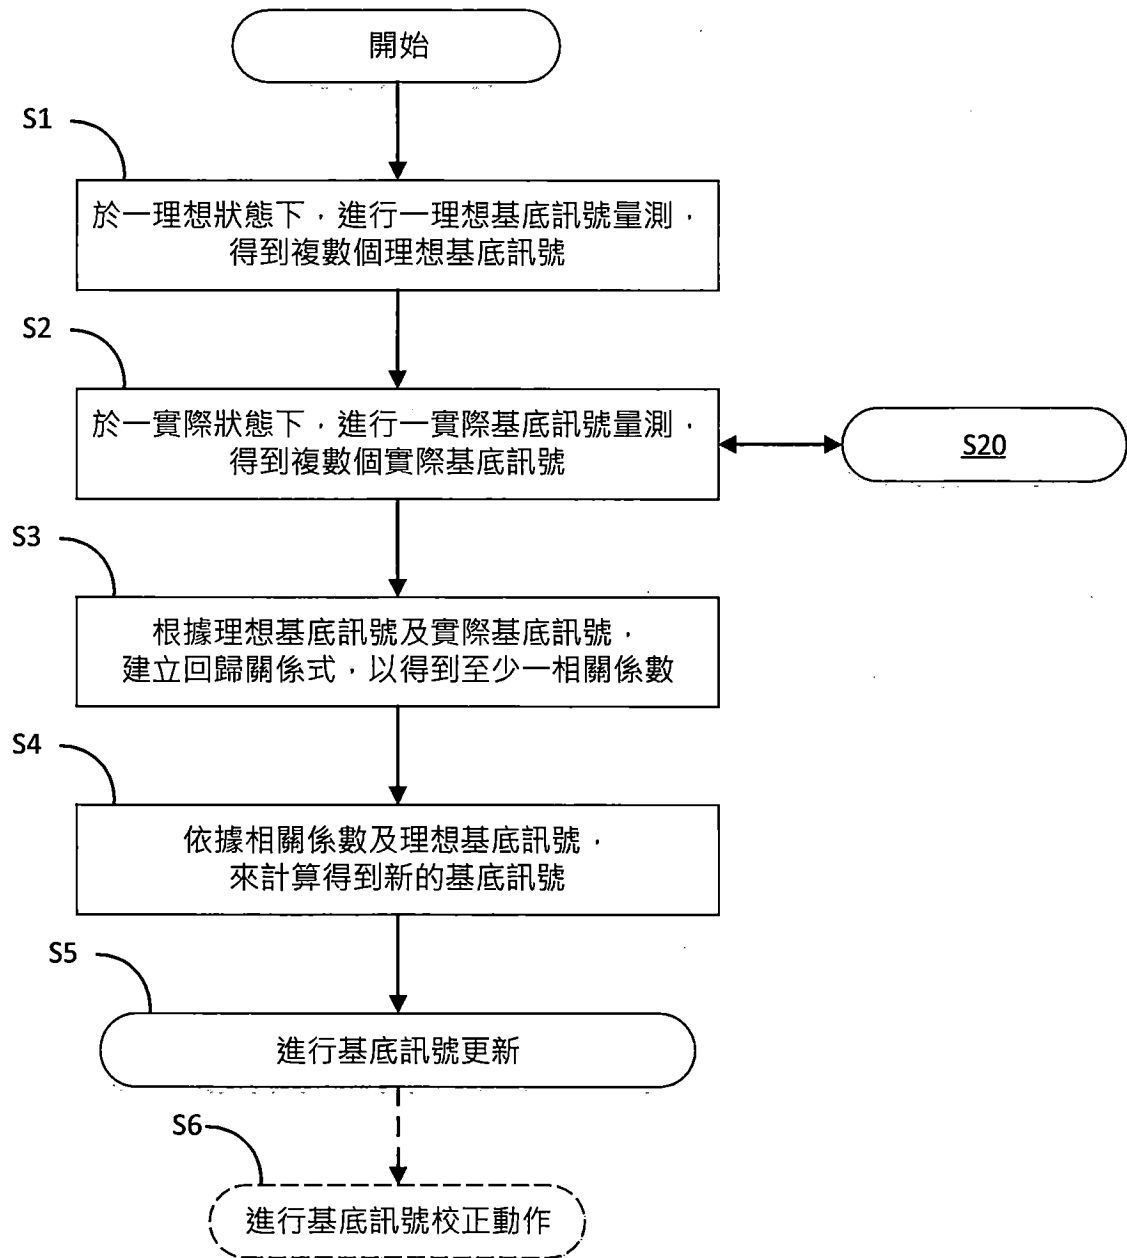 開始
S1
於一理想狀態下，進行一理想基底訊號量測，
得到複數個理想基底訊號
S2
於一實際狀態下，進行一實際基底訊號量測，
得到複數個實際基底訊號
S20
S3
根據理想基底訊號及實際基底訊號，
建立回歸關係式，以得到至少一相關係數
S4
依據相關係數及理想基底訊號，
來計算得到新的基底訊號
S5
進行基底訊號更新
S6
進行基底訊號校正動作